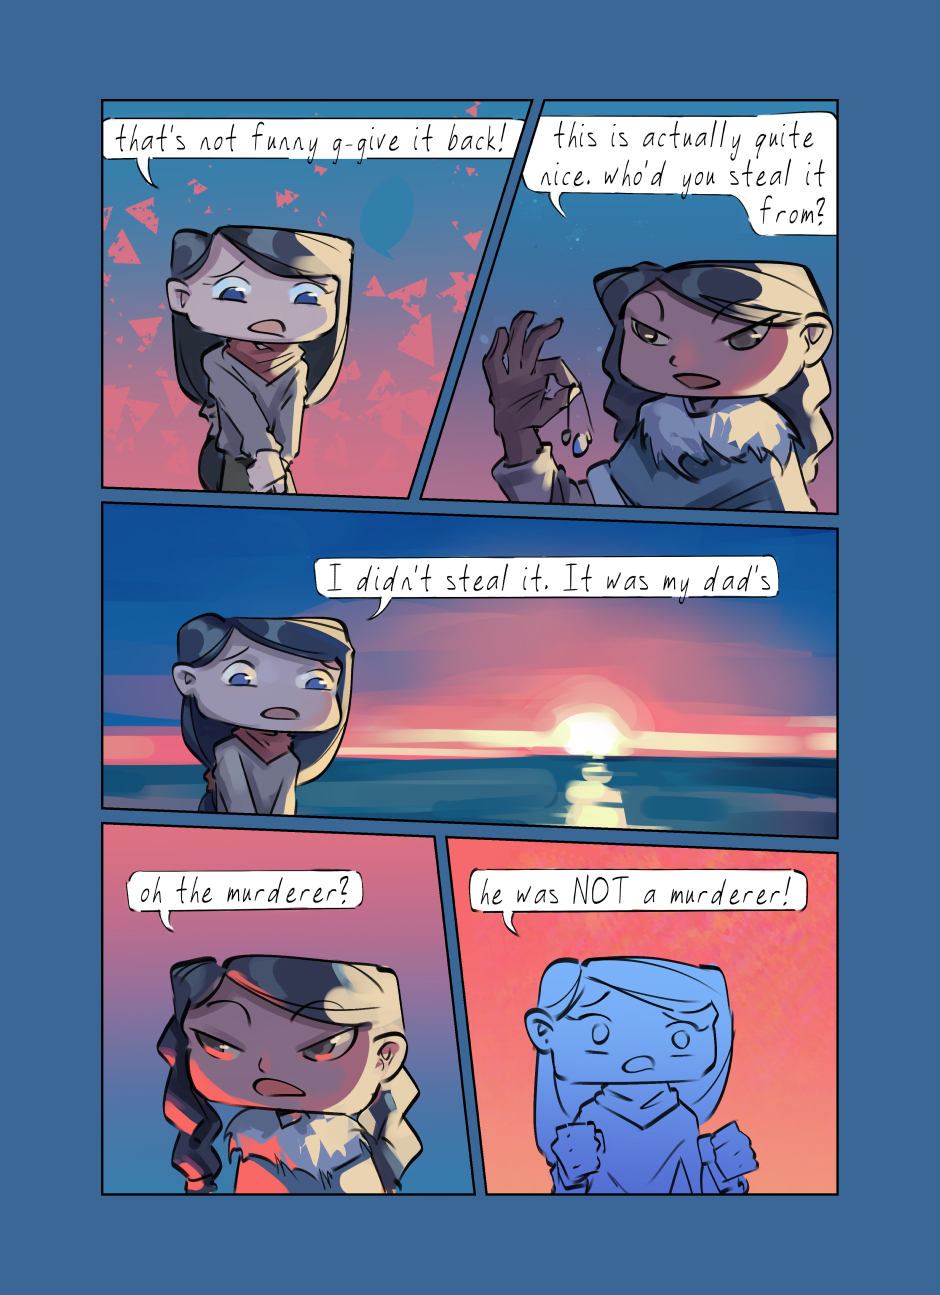 that's not funny g-give it back!
this is actually quite
nice. who'd you steal it
from?
I didn't steal it. It was my dad's
oh the murderer?
he was NOT a murderer!